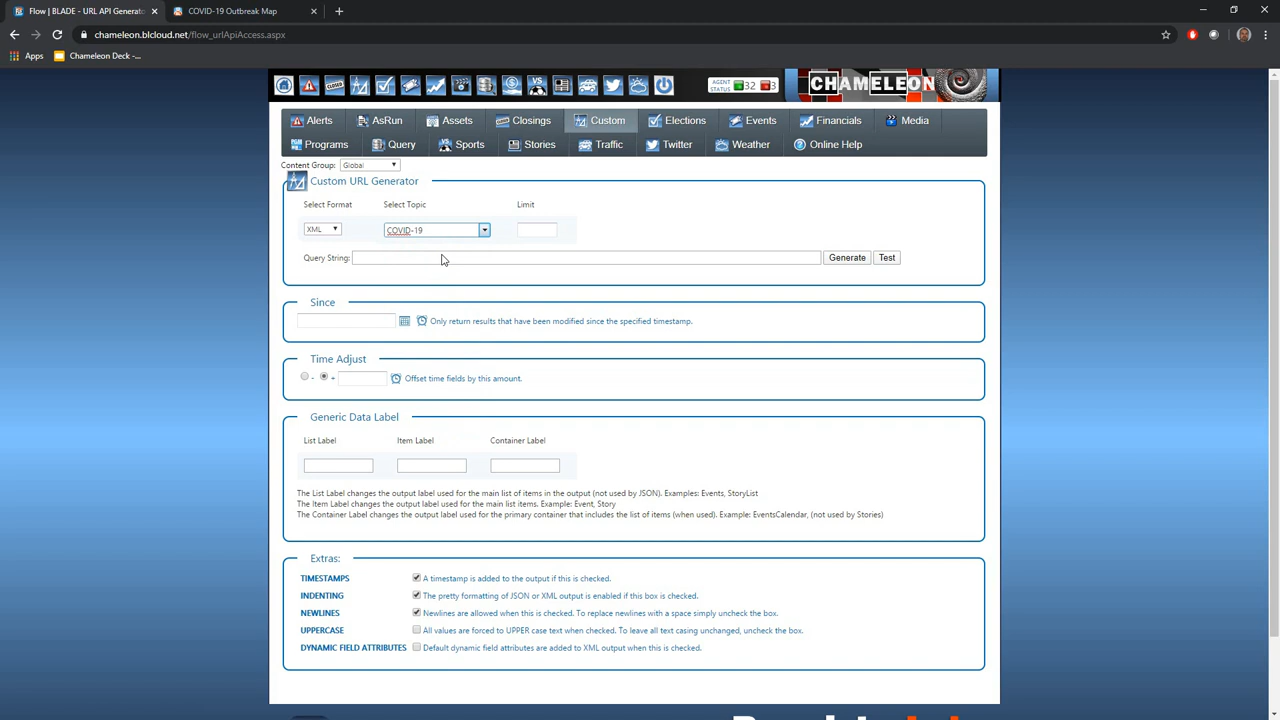 Flow | BLADE - URL API Generato
COVID-19 Outbreak Map
chameleon.blcloud.net/flow_urlApiAccess.aspx
Apps
Chameleon Deck -...
CLOUD
VS
AGENT STATUS 32 3
CHAMELEON
Alerts AsRun Assets Closings Custom Elections Events Financials Media
Programs Query Sports Stories Traffic Twitter Weather Online Help
Content Group: Global
Custom URL Generator
Select Format Select Topic Limit
XML COVID-19
Query String: Generate Test
Since
Only return results that have been modified since the specified timestamp.
Time Adjust
- + Offset time fields by this amount.
Generic Data Label
List Label Item Label Container Label
The List Label changes the output label used for the main list of items in the output (not used by JSON). Examples: Events, StoryList
The Item Label changes the output label used for the main list items. Example: Event, Story
The Container Label changes the output label used for the primary container that includes the list of items (when used). Example: EventsCalendar, (not used by Stories)
Extras:
TIMESTAMPS A timestamp is added to the output if this is checked.
INDENTING The pretty formatting of JSON or XML output is enabled if this box is checked.
NEWLINES Newlines are allowed when this is checked. To replace newlines with a space simply uncheck the box.
UPPERCASE All values are forced to UPPER case text when checked. To leave all text casing unchanged, uncheck the box.
DYNAMIC FIELD ATTRIBUTES Default dynamic field attributes are added to XML output when this is checked.